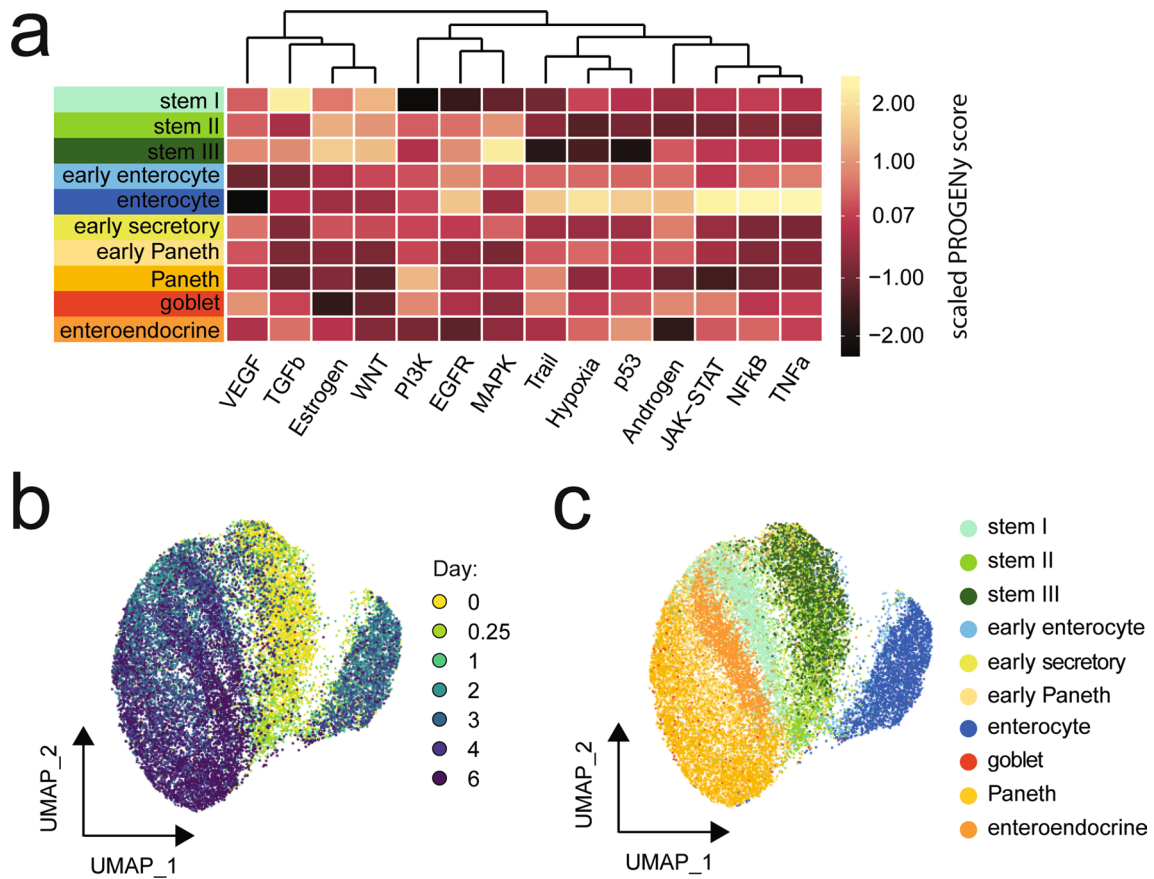 a
stem I
stem II
stem III
early enterocyte
enterocyte
early secretory
early Paneth
Paneth
goblet
enteroendocrine
VEGF
TGFb
Estrogen
WNT
PI3K
EGFR
MAPK
Trail
Hypoxia
p53
Androgen
JAK−STAT
NFkB
TNFa
2.00
1.00
0.07
−1.00
−2.00
scaled PROGENy score
b
Day:
0
0.25
1
2
3
4
6
UMAP_2
UMAP_1
c
stem I
stem II
stem III
early enterocyte
early secretory
early Paneth
enterocyte
goblet
Paneth
enteroendocrine
UMAP_2
UMAP_1